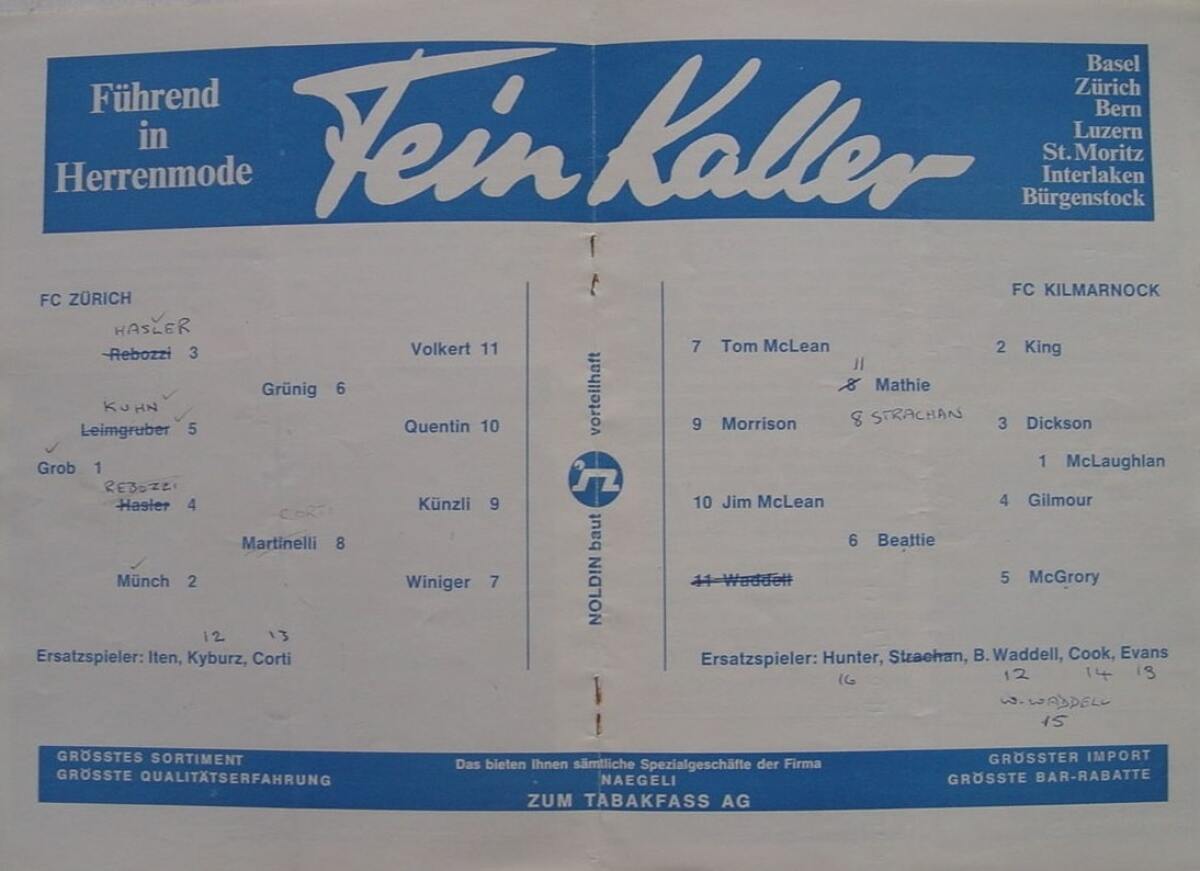 Führend
in
Herrenmode
Fein Kaller
Basel
Zürich
Bern
Luzern
St. Moritz
Interlaken
Bürgenstock
FC ZÜRICH
HASLER
Rebozzi 3
Volkert 11
Grünig 6
KUHN
Leimgruber 5
Quentin 10
Grob 1
REBOZZI
Hasler 4
Künzli 9
CORTI
Martinelli 8
Münch 2
Winiger 7
12 13
Ersatzspieler: Iten, Kyburz, Corti
NOLDIN baut vorteilhaft
FC KILMARNOCK
7 Tom McLean
2 King
11
8 Mathie
8 STRACHAN
9 Morrison
3 Dickson
1 McLaughlan
10 Jim McLean
4 Gilmour
6 Beattie
11 Waddell
5 McGrory
Ersatzspieler: Hunter, Strachan, B. Waddell, Cook, Evans
16 12 14 13
W. WADDELL
15
GRÖSSTES SORTIMENT
GRÖSSTE QUALITÄTSERFAHRUNG
Das bieten Ihnen sämtliche Spezialgeschäfte der Firma
NAEGELI
ZUM TABAKFASS AG
GRÖSSTER IMPORT
GRÖSSTE BAR-RABATTE